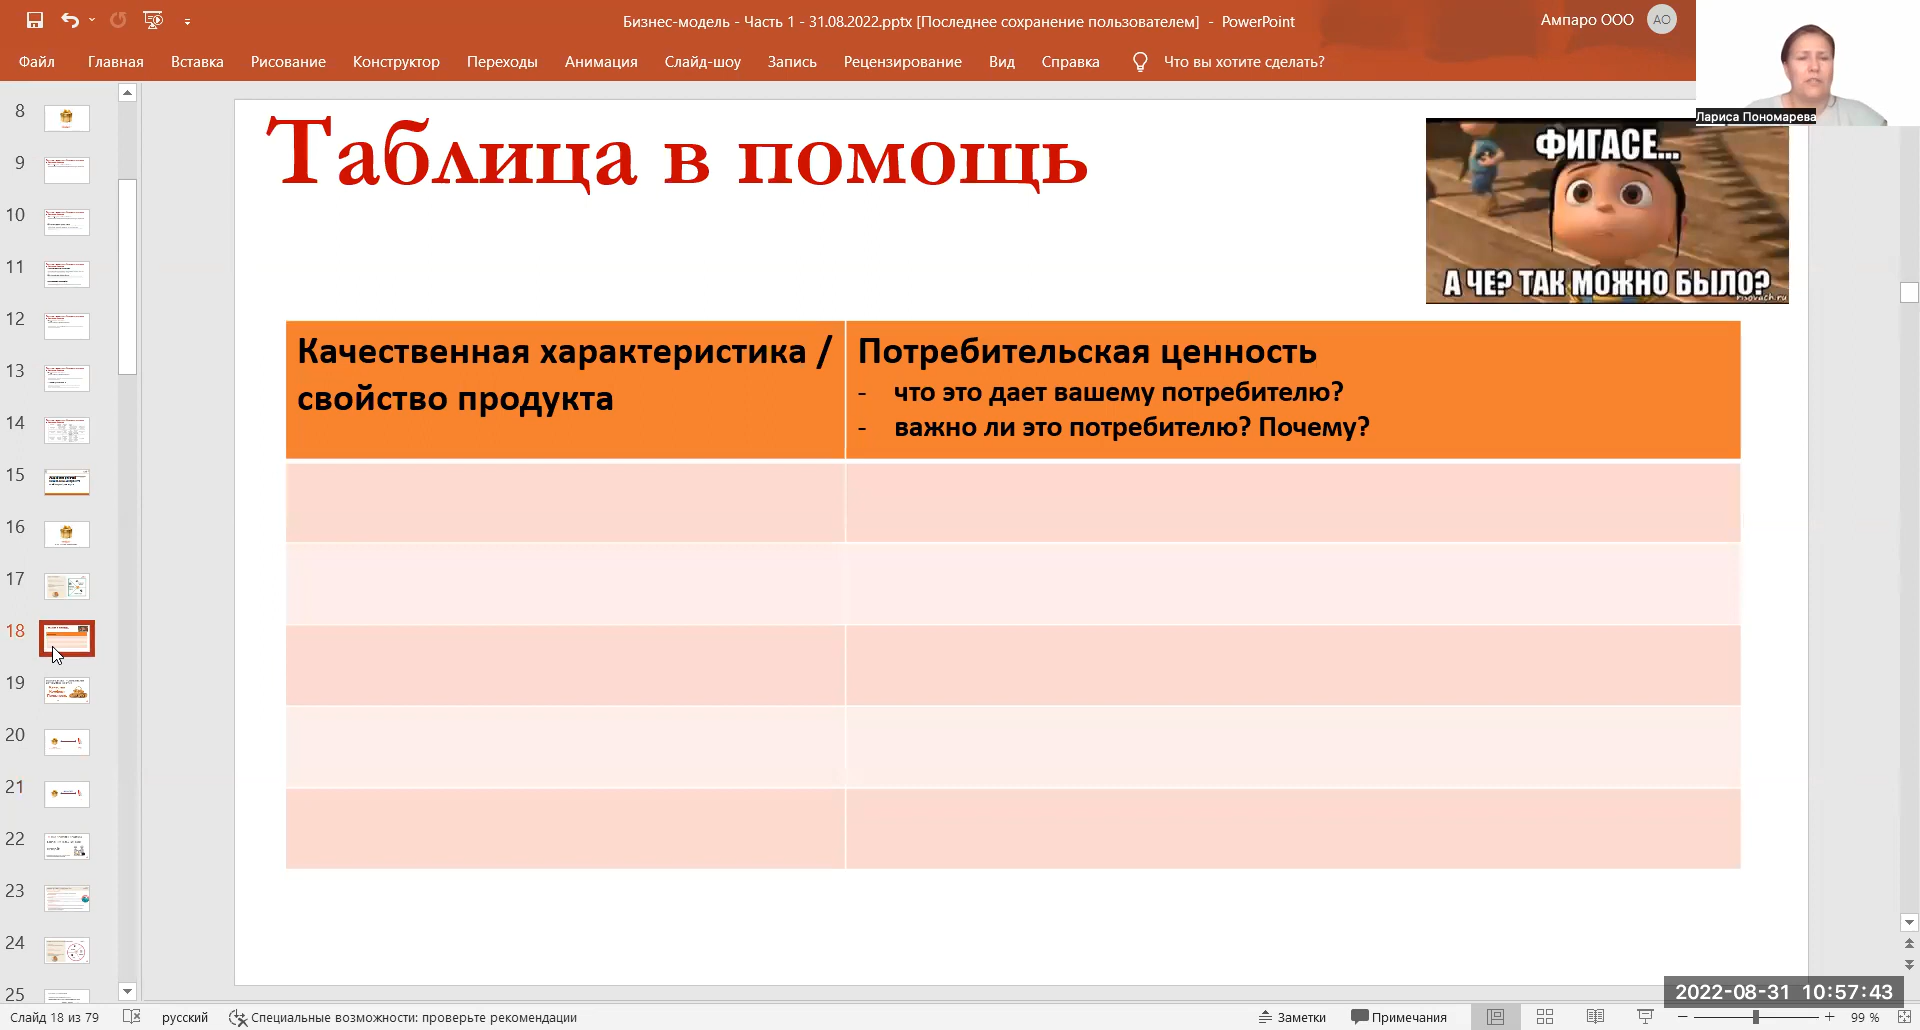 Бизнес-модель - Часть 1 - 31.08.2022.pptx [Последнее сохранение пользователем] - PowerPoint
Ампаро ООО
АО
Файл Главная Вставка Рисование Конструктор Переходы Анимация Слайд-шоу Запись Рецензирование Вид Справка Что вы хотите сделать?
Лариса Пономарева
8
9
10
11
12
13
14
15
16
17
18
19
20
21
22
23
24
25
Таблица в помощь
ФИГАСЕ...
А ЧЕ? ТАК МОЖНО БЫЛО?
risovach.ru
Качественная характеристика /
свойство продукта
Потребительская ценность
- что это дает вашему потребителю?
- важно ли это потребителю? Почему?
2022-08-31 10:57:43
Слайд 18 из 79 русский Специальные возможности: проверьте рекомендации Заметки Примечания 99 %